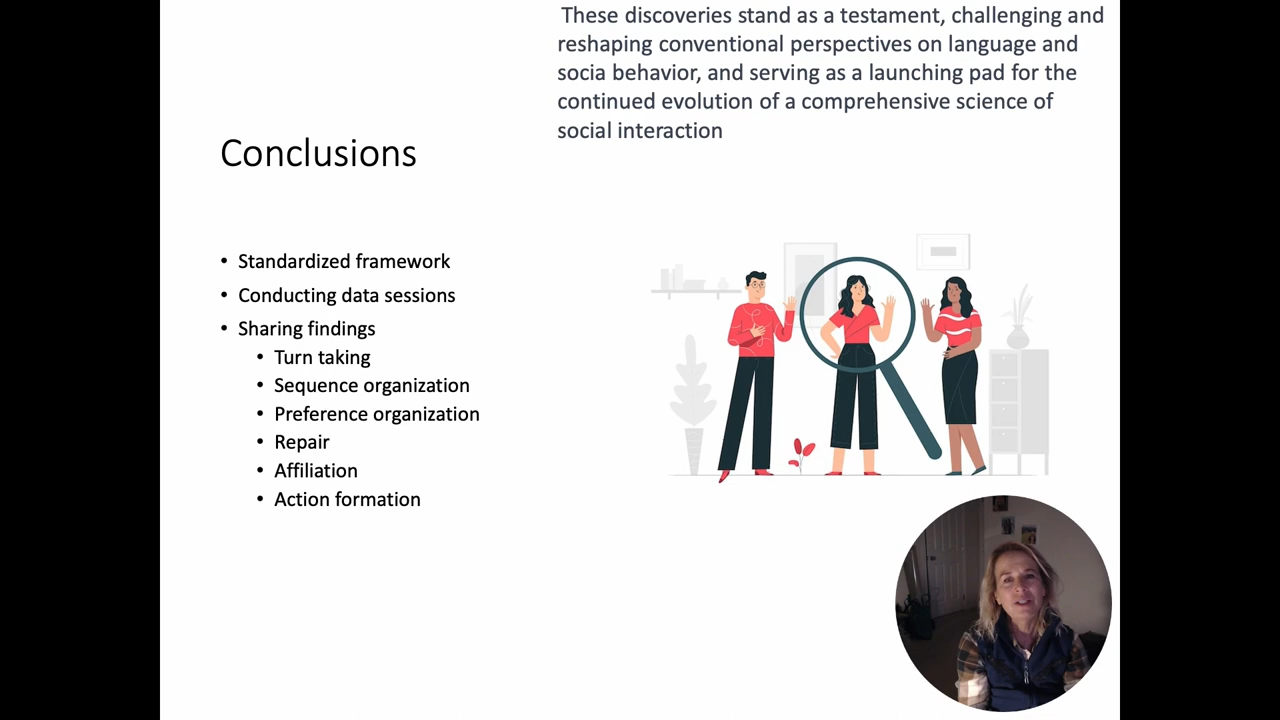 These discoveries stand as a testament, challenging and
reshaping conventional perspectives on language and
socia behavior, and serving as a launching pad for the
continued evolution of a comprehensive science of
social interaction
Conclusions
• Standardized framework
• Conducting data sessions
• Sharing findings
• Turn taking
• Sequence organization
• Preference organization
• Repair
• Affiliation
• Action formation